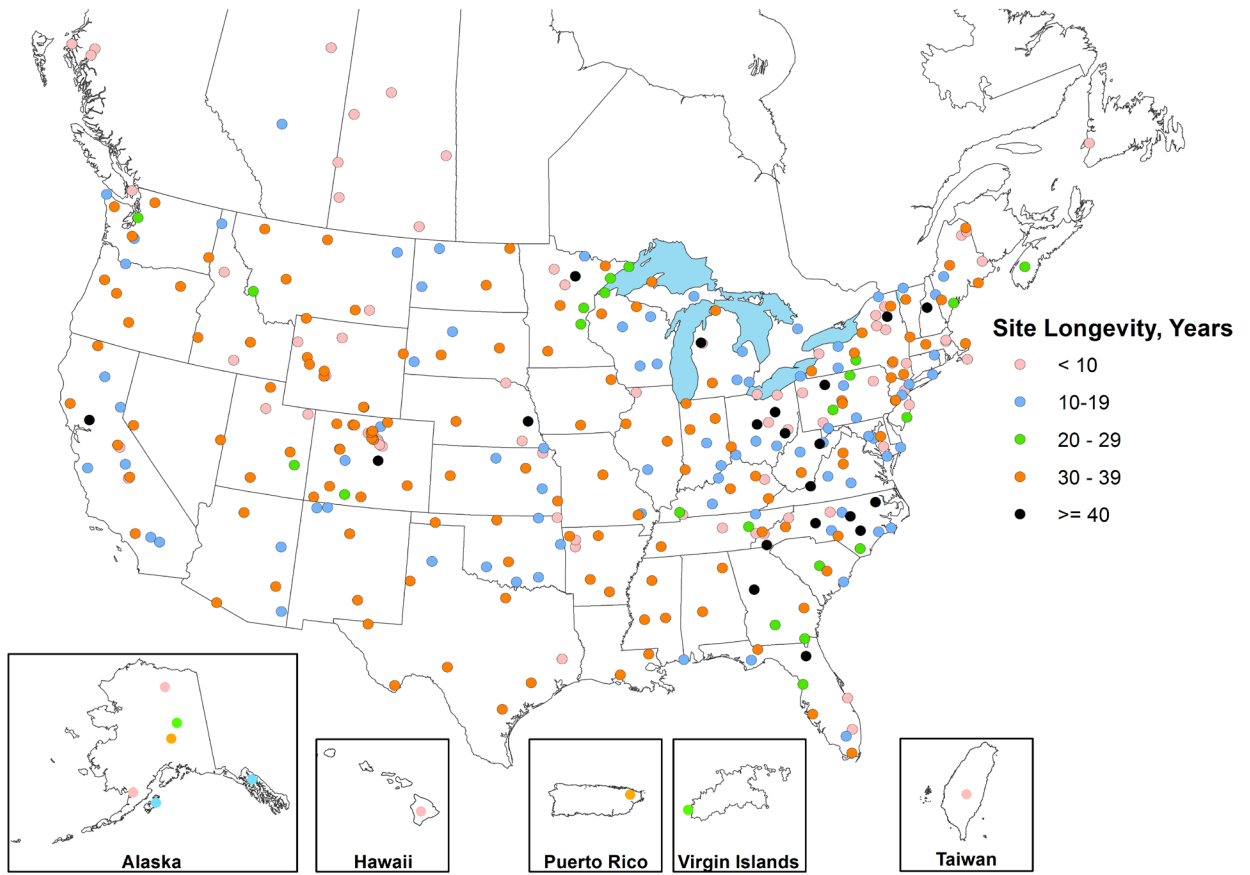 Site Longevity, Years
< 10
10-19
20 - 29
30 - 39
>= 40
Alaska
Hawaii
Puerto Rico
Virgin Islands
Taiwan